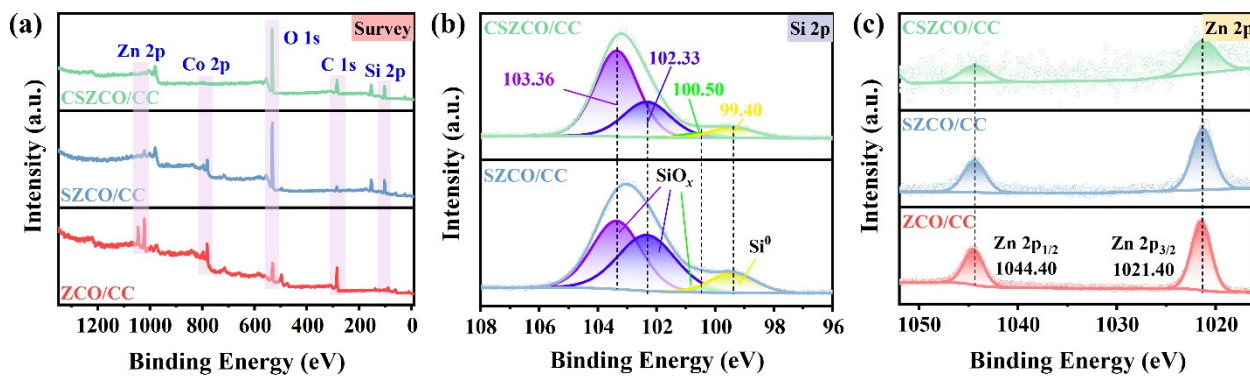 (a)
Survey
Zn 2p
Co 2p
O 1s
C 1s
Si 2p
CSZCO/CC
SZCO/CC
ZCO/CC
Intensity (a.u.)
1200 1000 800 600 400 200 0
Binding Energy (eV)
(b)
CSZCO/CC
Si 2p
103.36
102.33
100.50
99.40
SZCO/CC
SiOₓ
Si⁰
Intensity (a.u.)
108 106 104 102 100 98 96
Binding Energy (eV)
(c)
CSZCO/CC
Zn 2p
SZCO/CC
ZCO/CC
Zn 2p₁/₂
1044.40
Zn 2p₃/₂
1021.40
Intensity (a.u.)
1050 1040 1030 1020
Binding Energy (eV)